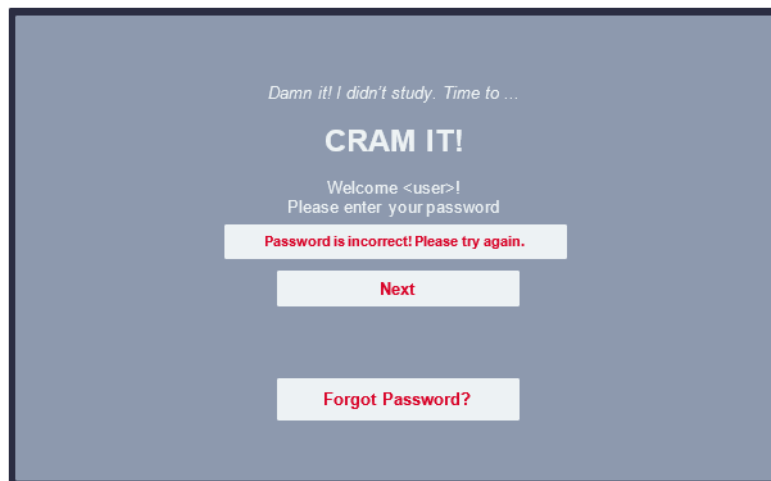 Damn it! I didn't study. Time to ...
CRAM IT!
Welcome <user>!
Please enter your password
Password is incorrect! Please try again.
Next
Forgot Password?